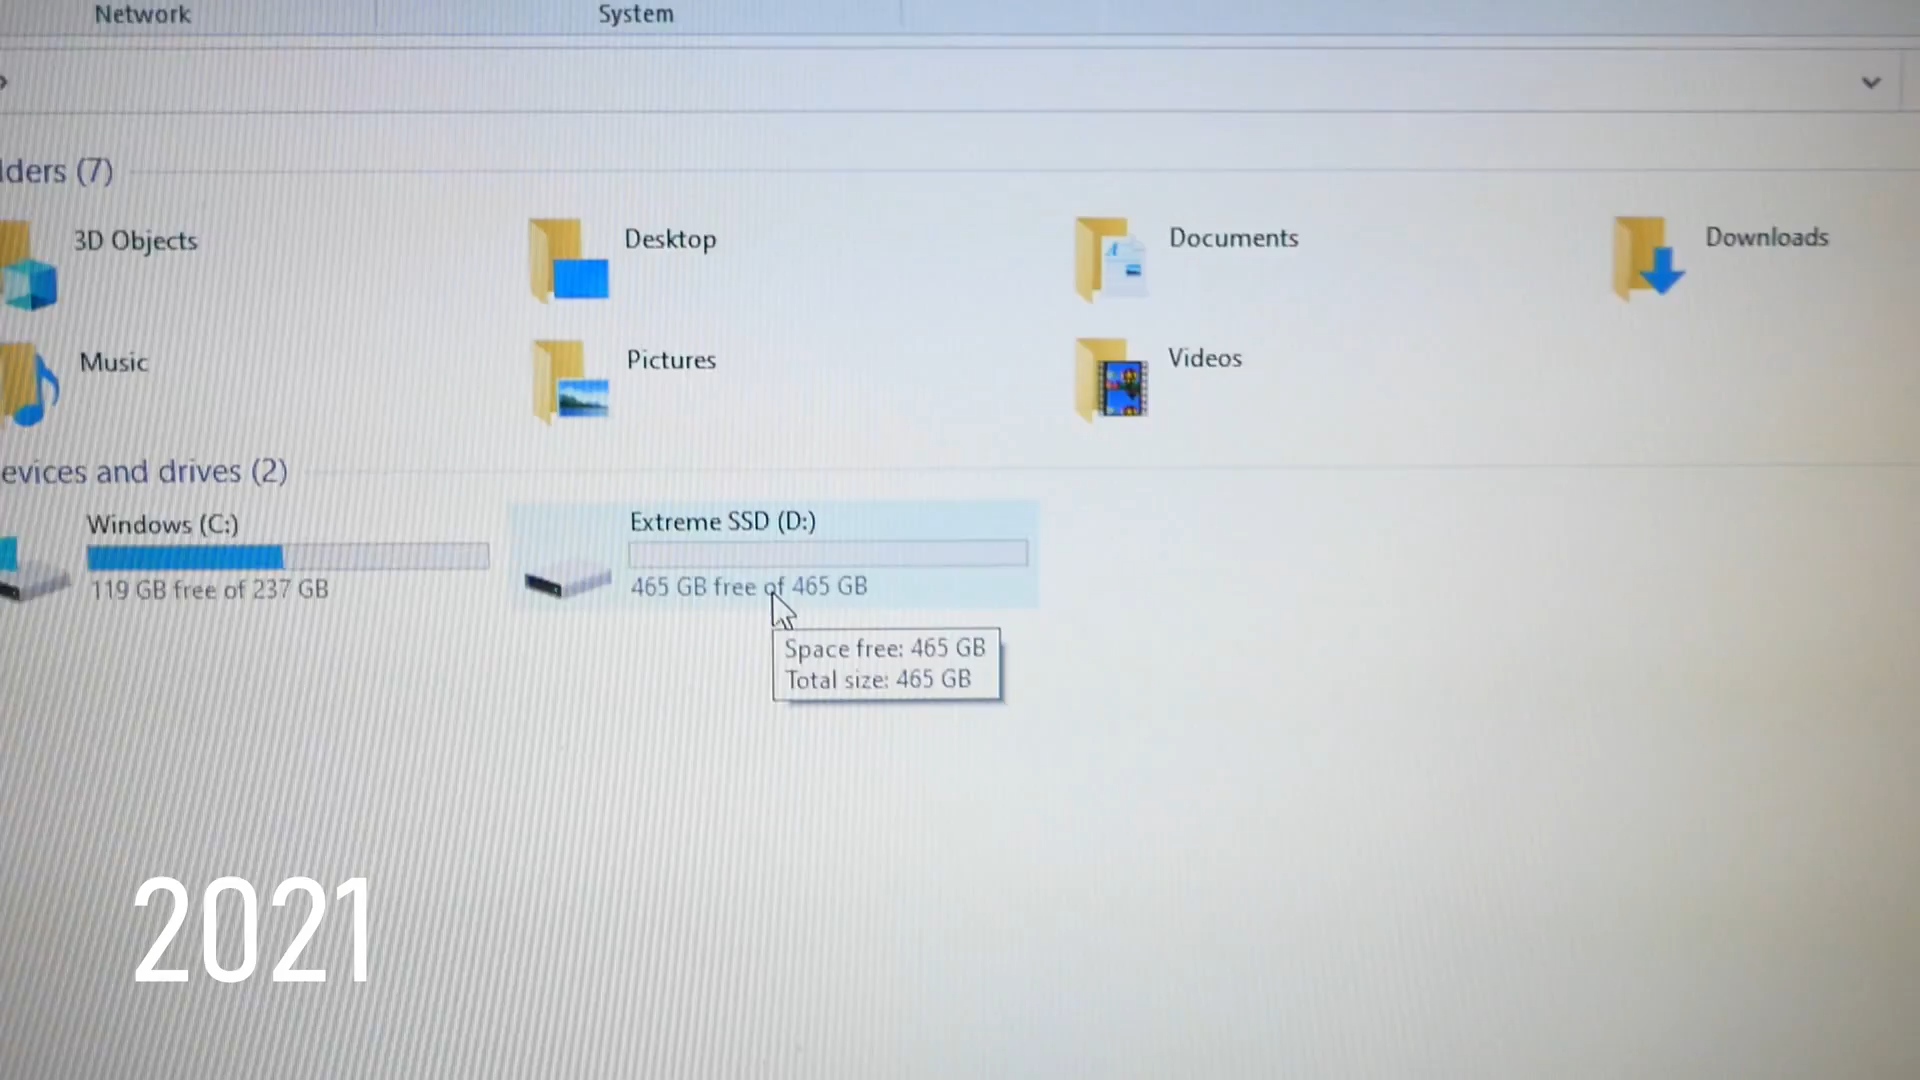 Network
System
lders (7)
3D Objects
Desktop
Documents
Downloads
Music
Pictures
Videos
evices and drives (2)
Windows (C:)
119 GB free of 237 GB
Extreme SSD (D:)
465 GB free of 465 GB
Space free: 465 GB
Total size: 465 GB
2021